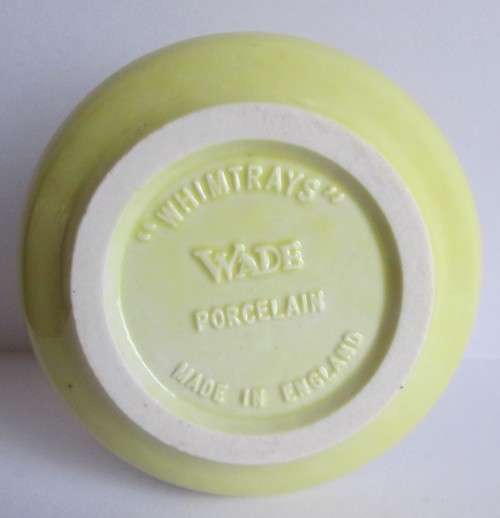 "WHIMTRAYS"
WADE
PORCELAIN
MADE IN ENGLAND